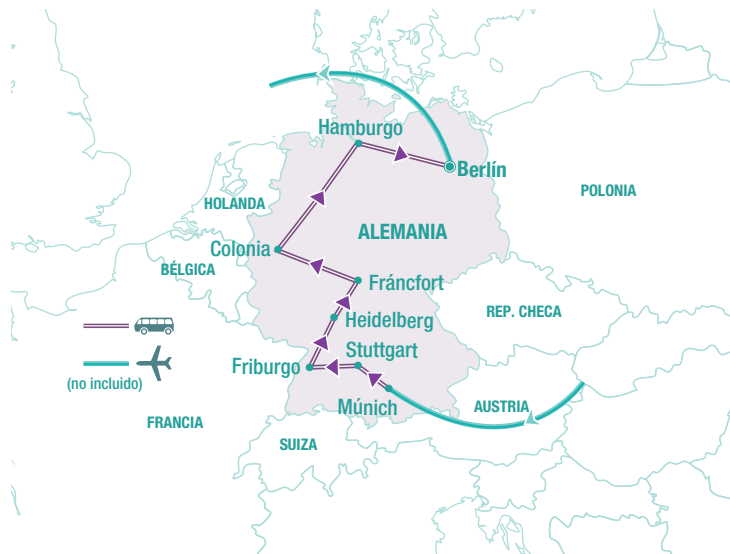 Hamburgo
Berlín
POLONIA
HOLANDA
ALEMANIA
Colonia
BÉLGICA
Fráncfort
REP. CHECA
Heidelberg
Stuttgart
Friburgo
(no incluido)
Múnich
AUSTRIA
FRANCIA
SUIZA